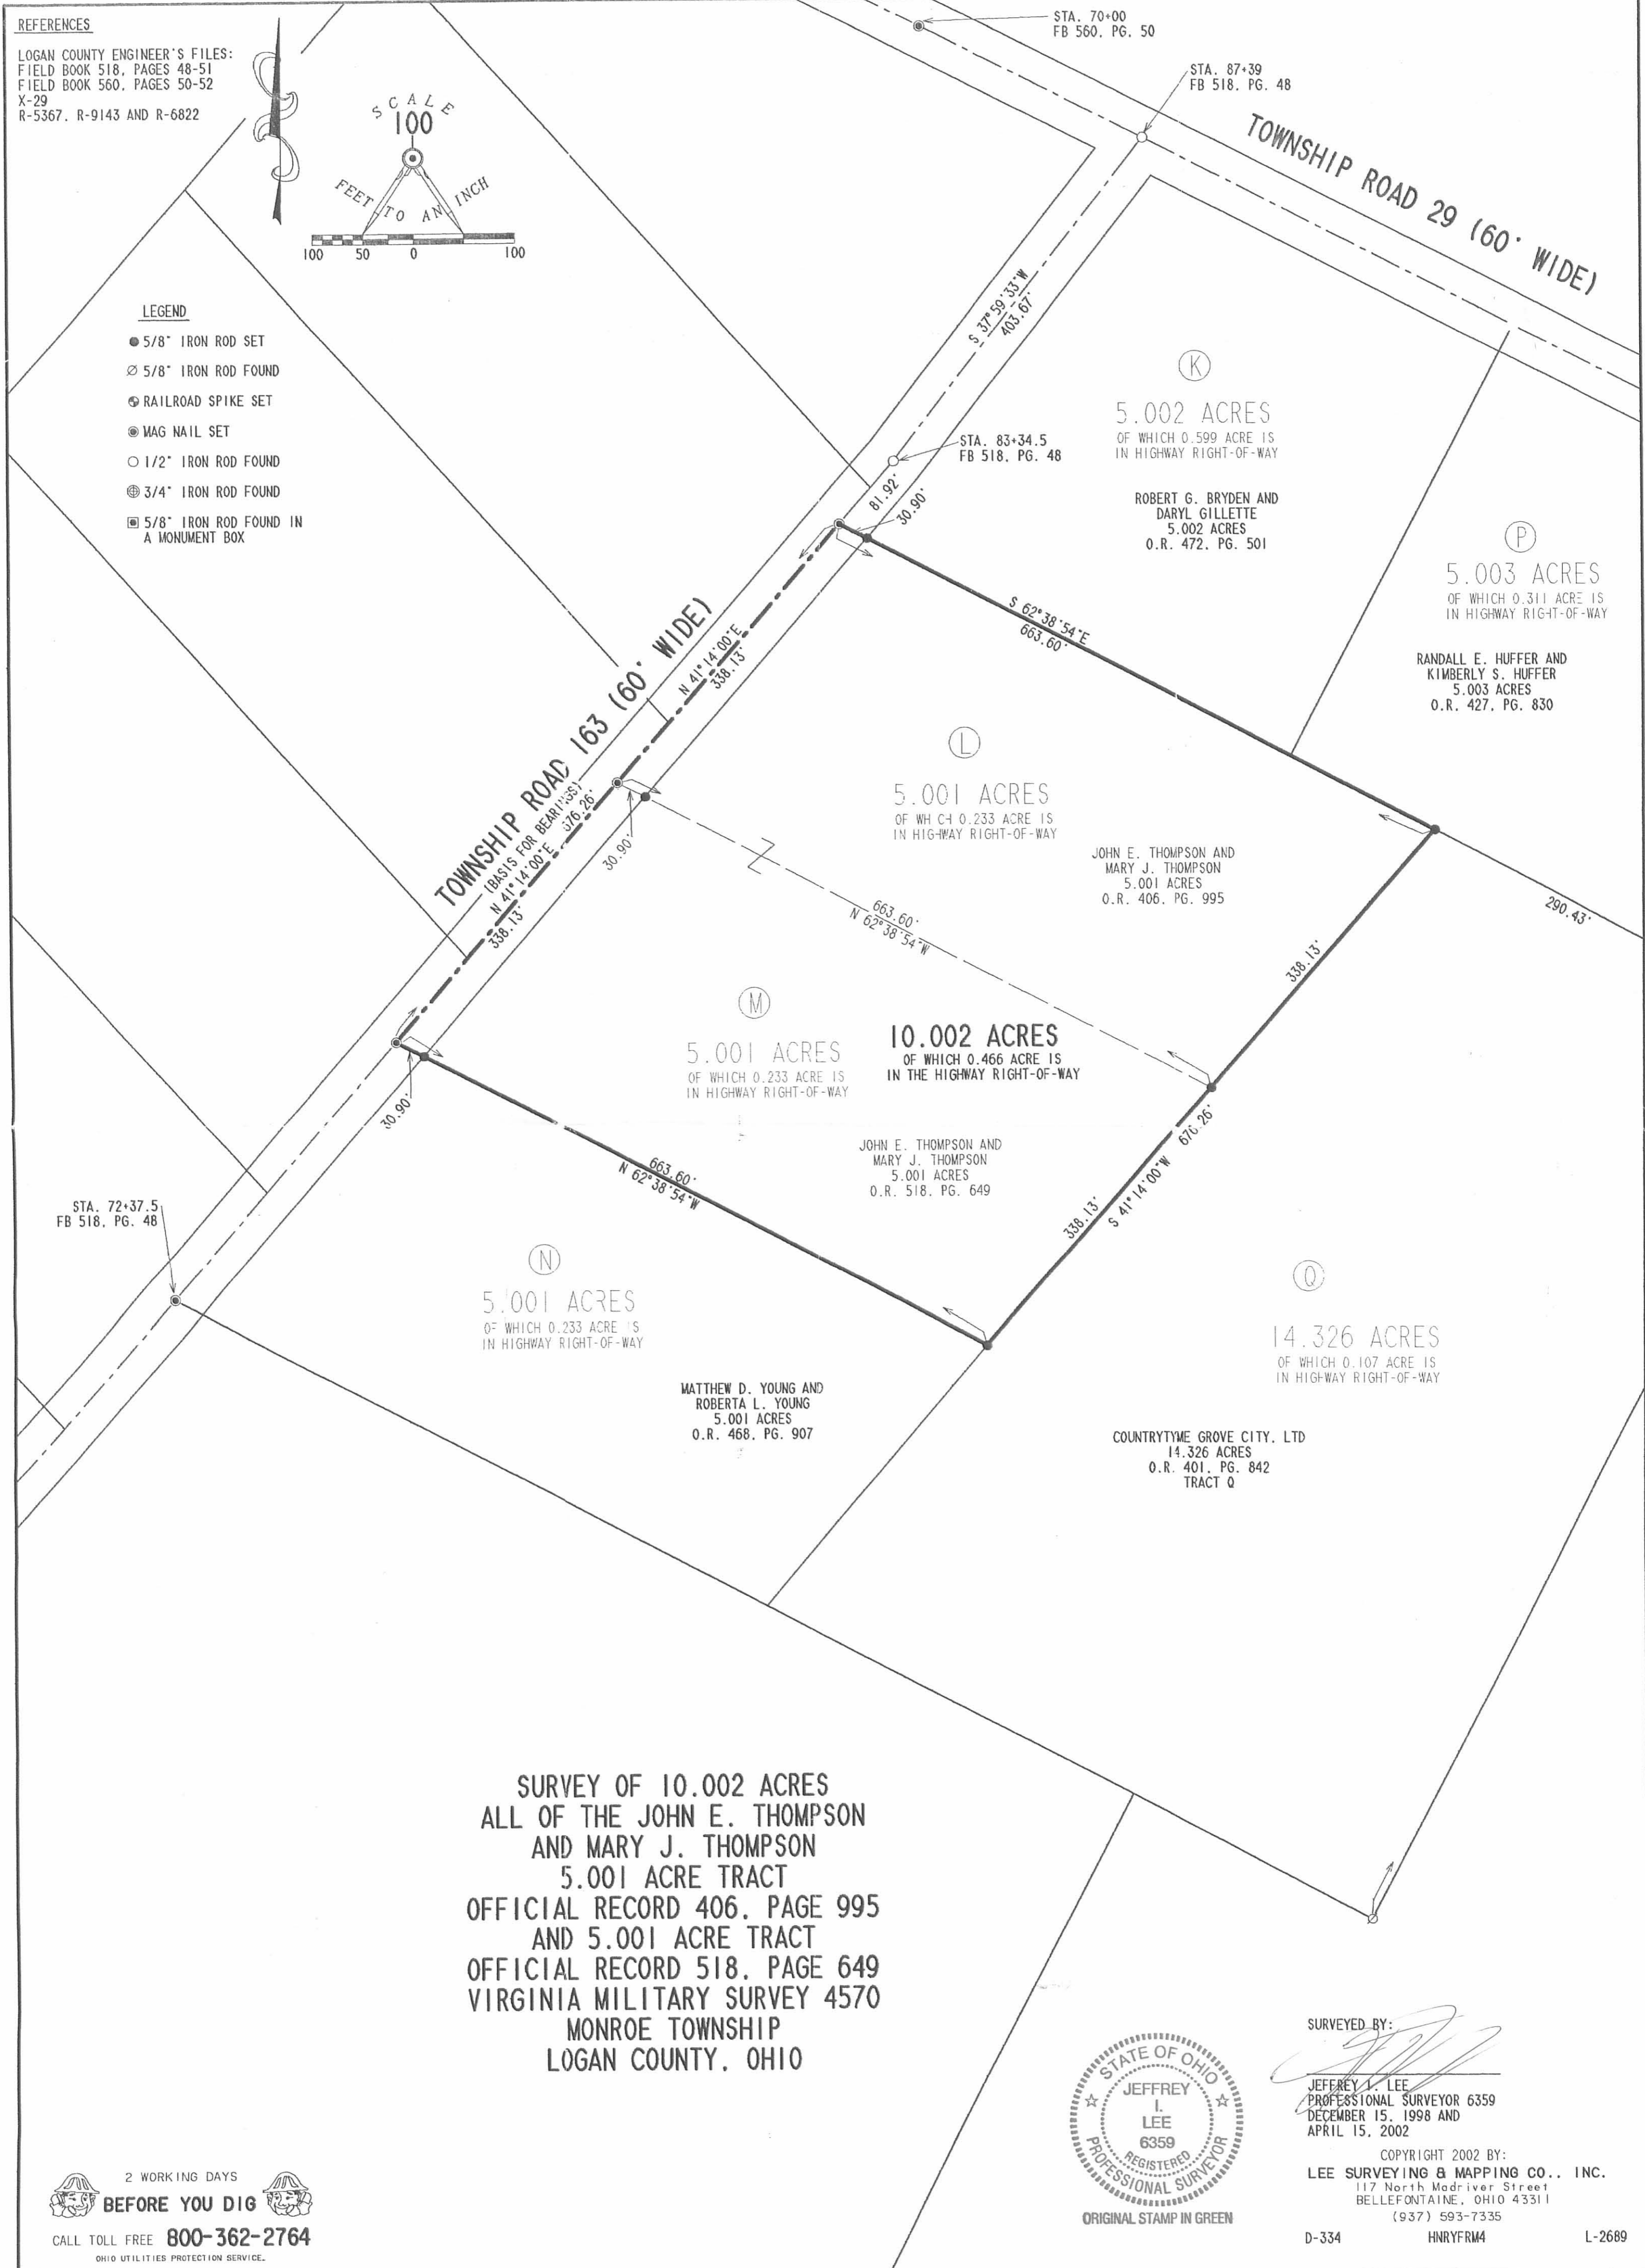 REFERENCES
LOGAN COUNTY ENGINEER'S FILES:
FIELD BOOK 518, PAGES 48-51
FIELD BOOK 560, PAGES 50-52
X-29
R-5367, R-9143 AND R-6822
SCALE
100
FEET TO AN INCH
100 50 0 100
LEGEND
5/8" IRON ROD SET
5/8" IRON ROD FOUND
RAILROAD SPIKE SET
MAG NAIL SET
1/2" IRON ROD FOUND
3/4" IRON ROD FOUND
5/8" IRON ROD FOUND IN
A MONUMENT BOX
STA. 70+00
FB 560, PG. 50
STA. 87+39
FB 518, PG. 48
TOWNSHIP ROAD 29 (60' WIDE)
S 37°59'33"W
403.67'
STA. 83+34.5
FB 518, PG. 48
81.92'
30.90'
K
5.002 ACRES
OF WHICH 0.599 ACRE IS
IN HIGHWAY RIGHT-OF-WAY
ROBERT G. BRYDEN AND
DARYL GILLETTE
5.002 ACRES
O.R. 472, PG. 501
P
5.003 ACRES
OF WHICH 0.311 ACRE IS
IN HIGHWAY RIGHT-OF-WAY
RANDALL E. HUFFER AND
KIMBERLY S. HUFFER
5.003 ACRES
O.R. 427, PG. 830
S 62°38'54"E
663.60'
TOWNSHIP ROAD 163 (60' WIDE)
(BASIS FOR BEARINGS)
N 41°14'00"E 676.26'
338.13'
N 41°14'00"E
338.13'
30.90'
L
5.001 ACRES
OF WHICH 0.233 ACRE IS
IN HIGHWAY RIGHT-OF-WAY
JOHN E. THOMPSON AND
MARY J. THOMPSON
5.001 ACRES
O.R. 406, PG. 995
290.43'
338.13'
663.60'
N 62°38'54"W
M
5.001 ACRES
OF WHICH 0.233 ACRE IS
IN HIGHWAY RIGHT-OF-WAY
10.002 ACRES
OF WHICH 0.466 ACRE IS
IN THE HIGHWAY RIGHT-OF-WAY
JOHN E. THOMPSON AND
MARY J. THOMPSON
5.001 ACRES
O.R. 518, PG. 649
30.90'
663.60'
N 62°38'54"W
338.13'
S 41°14'00"W 676.26'
STA. 72+37.5
FB 518, PG. 48
N
5.001 ACRES
OF WHICH 0.233 ACRE IS
IN HIGHWAY RIGHT-OF-WAY
MATTHEW D. YOUNG AND
ROBERTA L. YOUNG
5.001 ACRES
O.R. 468, PG. 907
Q
14.326 ACRES
OF WHICH 0.107 ACRE IS
IN HIGHWAY RIGHT-OF-WAY
COUNTRYTYME GROVE CITY, LTD
14.326 ACRES
O.R. 401, PG. 842
TRACT Q
SURVEY OF 10.002 ACRES
ALL OF THE JOHN E. THOMPSON
AND MARY J. THOMPSON
5.001 ACRE TRACT
OFFICIAL RECORD 406, PAGE 995
AND 5.001 ACRE TRACT
OFFICIAL RECORD 518, PAGE 649
VIRGINIA MILITARY SURVEY 4570
MONROE TOWNSHIP
LOGAN COUNTY, OHIO
STATE OF OHIO
JEFFREY
I.
LEE
6359
REGISTERED
PROFESSIONAL SURVEYOR
ORIGINAL STAMP IN GREEN
SURVEYED BY:
JEFFREY I. LEE
PROFESSIONAL SURVEYOR 6359
DECEMBER 15, 1998 AND
APRIL 15, 2002
COPYRIGHT 2002 BY:
LEE SURVEYING & MAPPING CO., INC.
117 North Madriver Street
BELLEFONTAINE, OHIO 43311
(937) 593-7335
D-334 HNRYFRM4 L-2689
2 WORKING DAYS
BEFORE YOU DIG
CALL TOLL FREE 800-362-2764
OHIO UTILITIES PROTECTION SERVICE.